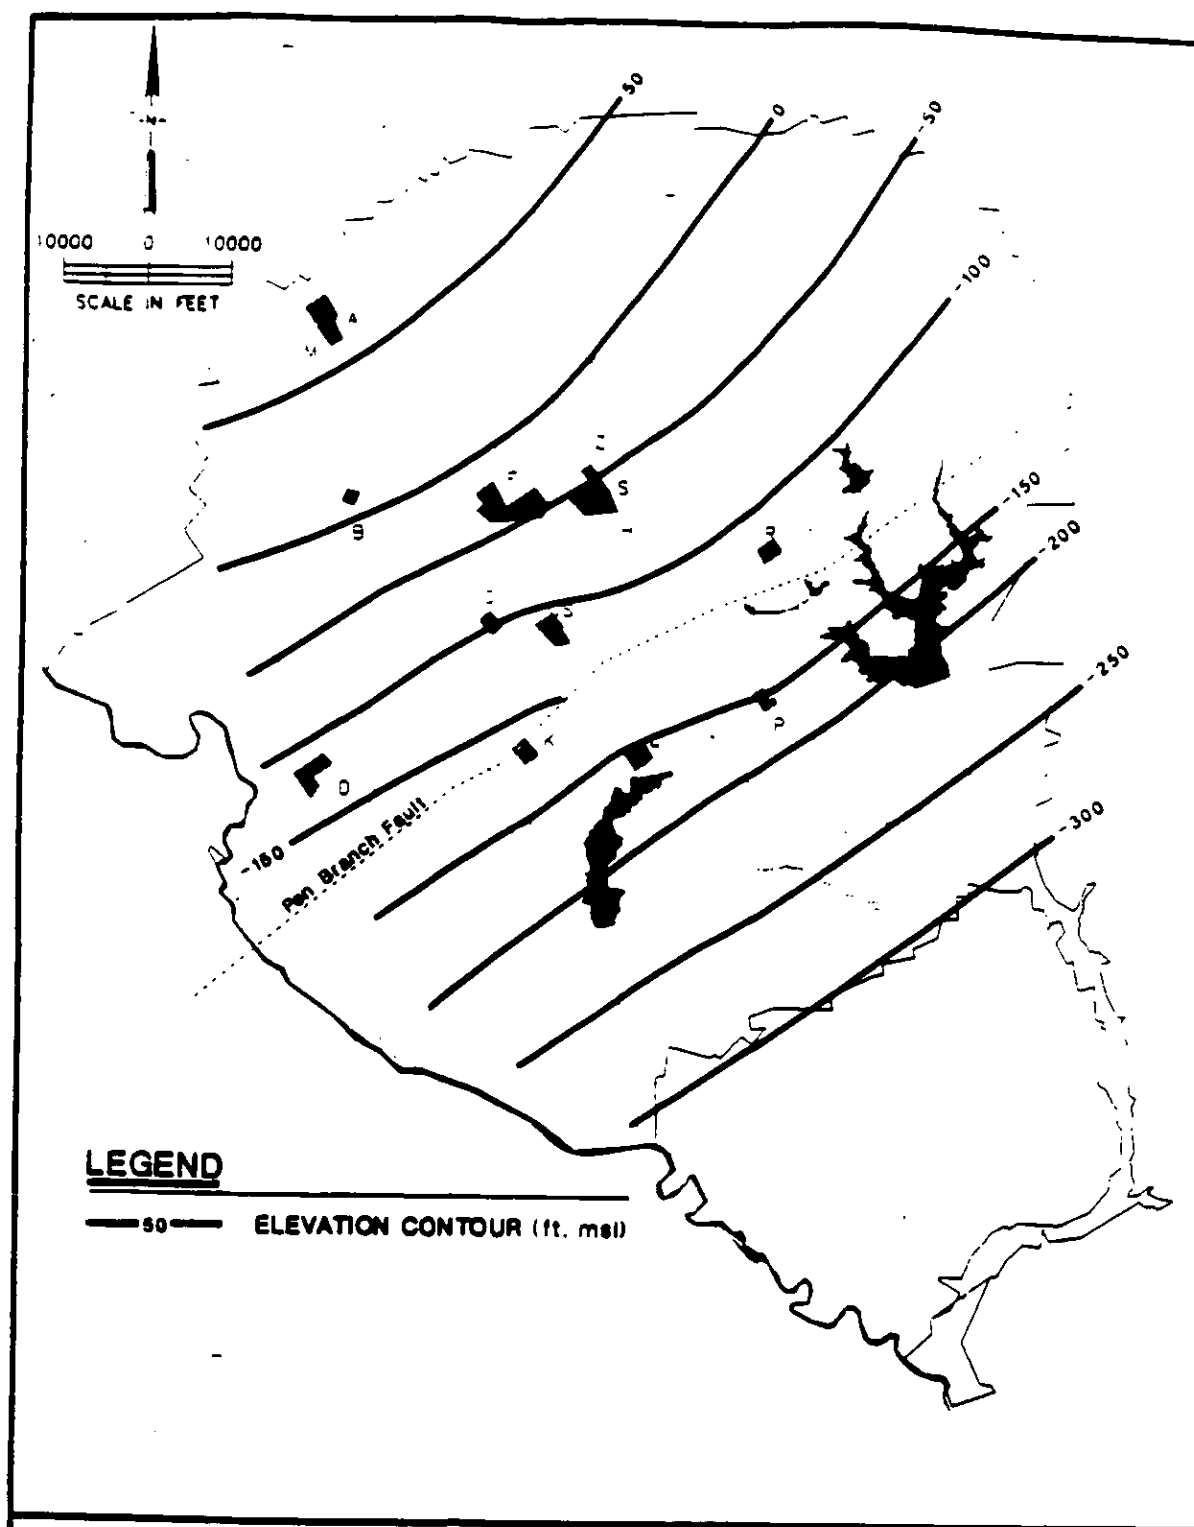 50
0
-50
-N-
10000 0 10000
SCALE IN FEET
-100
A
M
-150
F
S
B
R
-200
-250
P
K
D
-150
Pen Branch Fault
-300
LEGEND
50 ELEVATION CONTOUR (ft. msl)